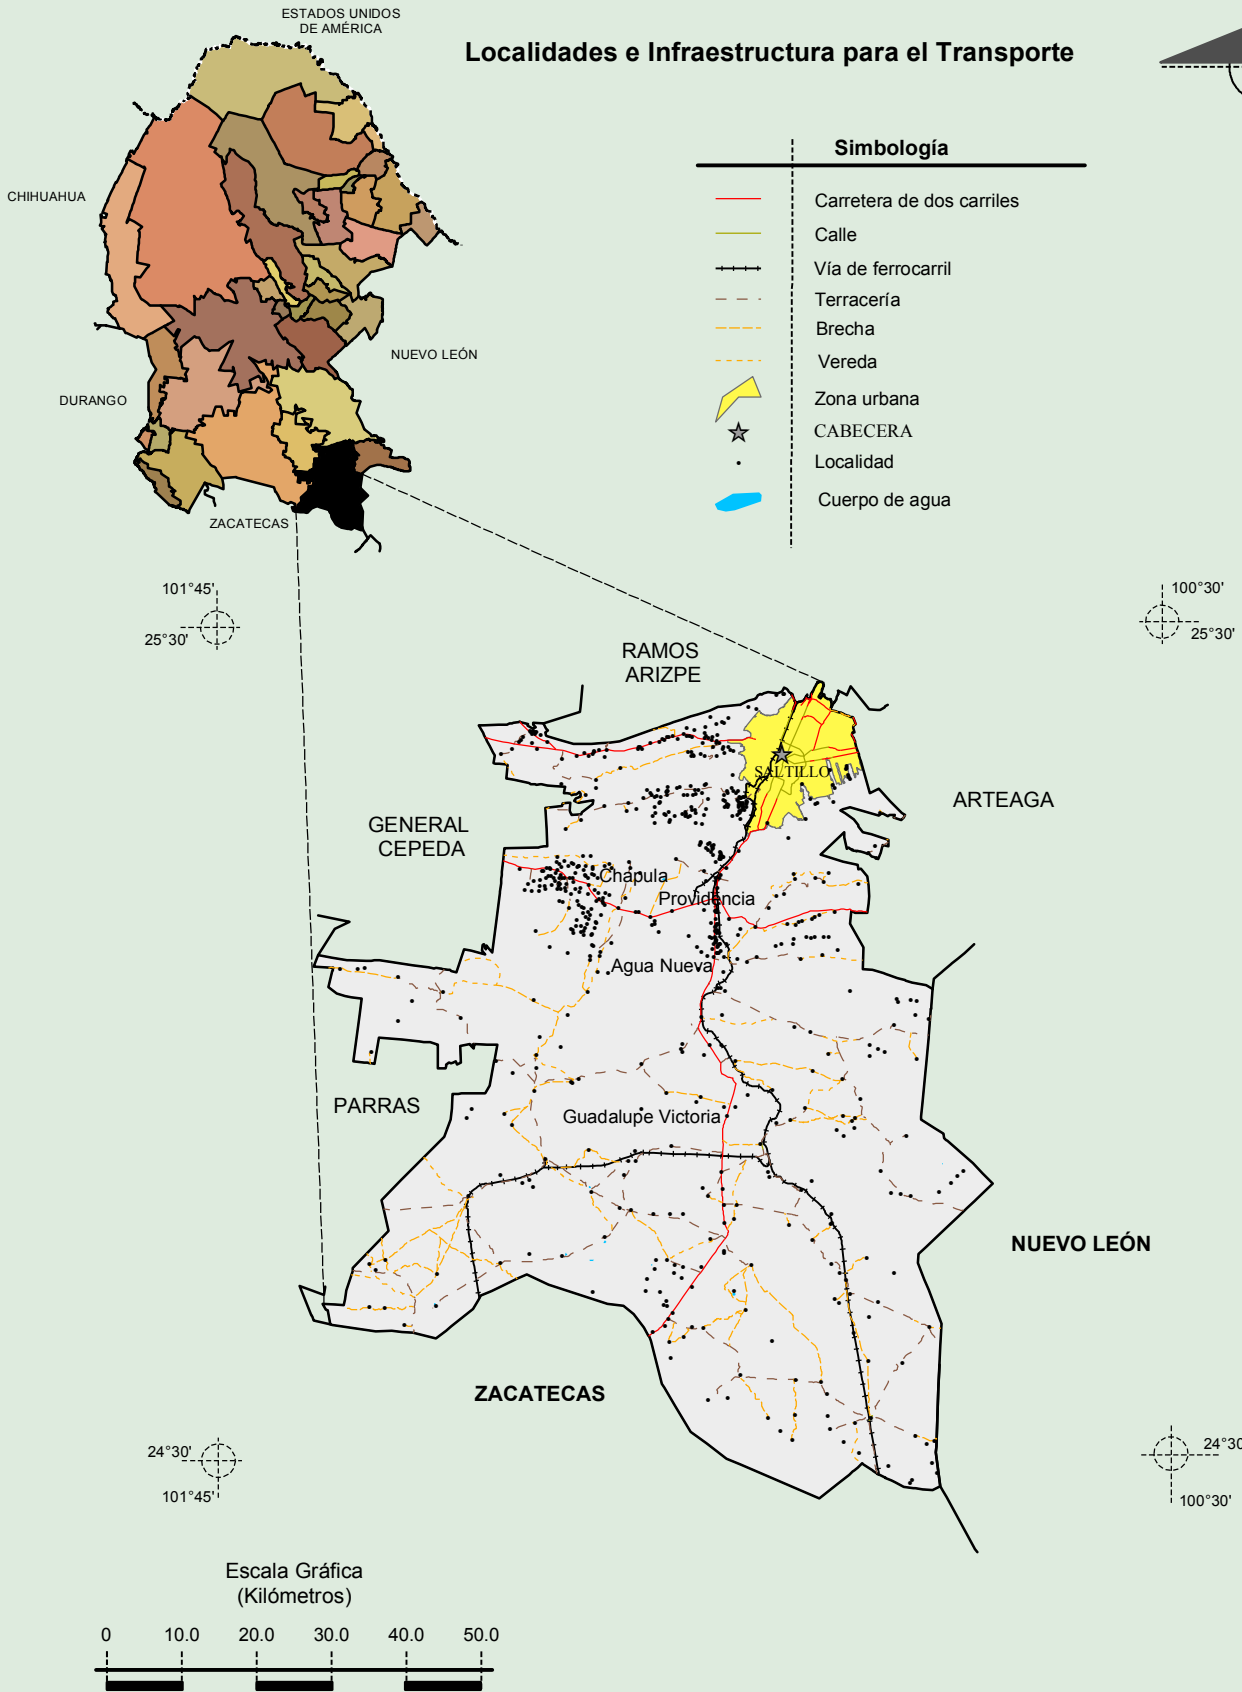 ESTADOS UNIDOS
DE AMÉRICA
Localidades e Infraestructura para el Transporte
CHIHUAHUA
NUEVO LEÓN
DURANGO
ZACATECAS
Simbología
Carretera de dos carriles
Calle
Vía de ferrocarril
Terracería
Brecha
Vereda
Zona urbana
CABECERA
Localidad
Cuerpo de agua
101°45'
25°30'
100°30'
25°30'
RAMOS
ARIZPE
SALTILLO
ARTEAGA
GENERAL
CEPEDA
Chapula
Providencia
Agua Nueva
PARRAS
Guadalupe Victoria
NUEVO LEÓN
ZACATECAS
24°30'
101°45'
24°30
100°30'
Escala Gráfica
(Kilómetros)
0 10.0 20.0 30.0 40.0 50.0